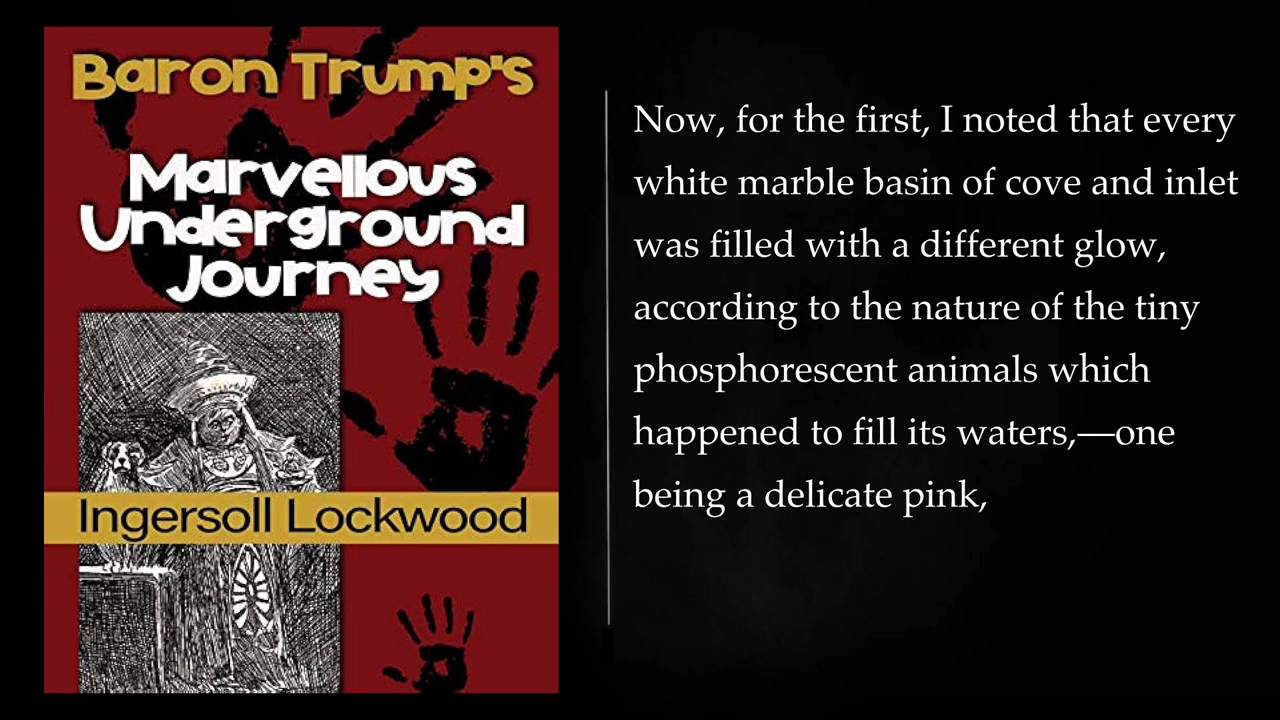 Baron Trump's
Marvellous
Underground
Journey
Ingersoll Lockwood
Now, for the first, I noted that every
white marble basin of cove and inlet
was filled with a different glow,
according to the nature of the tiny
phosphorescent animals which
happened to fill its waters,—one
being a delicate pink,